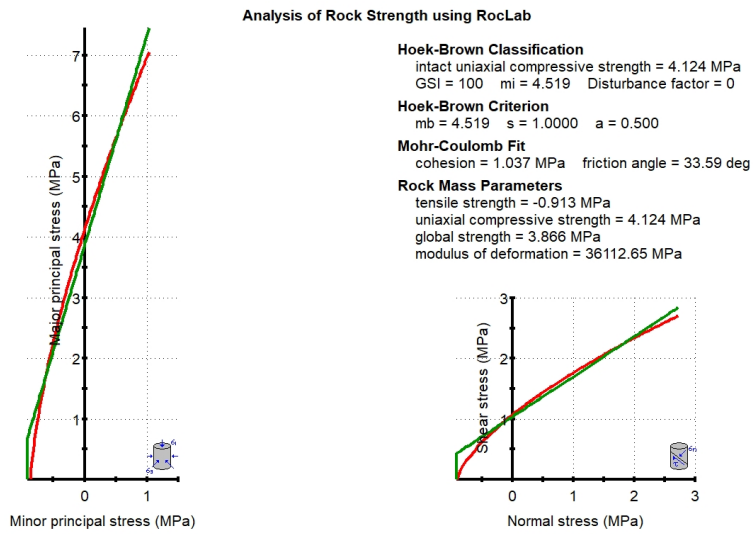 Analysis of Rock Strength using RocLab
Hoek-Brown Classification
intact uniaxial compressive strength = 4.124 MPa
GSI = 100 mi = 4.519 Disturbance factor = 0
Hoek-Brown Criterion
mb = 4.519 s = 1.0000 a = 0.500
Mohr-Coulomb Fit
cohesion = 1.037 MPa friction angle = 33.59 deg
Rock Mass Parameters
tensile strength = -0.913 MPa
uniaxial compressive strength = 4.124 MPa
global strength = 3.866 MPa
modulus of deformation = 36112.65 MPa
Major principal stress (MPa)
7
6
5
4
3
2
1
0 1
Minor principal stress (MPa)
Shear stress (MPa)
3
2
1
0 1 2 3
Normal stress (MPa)